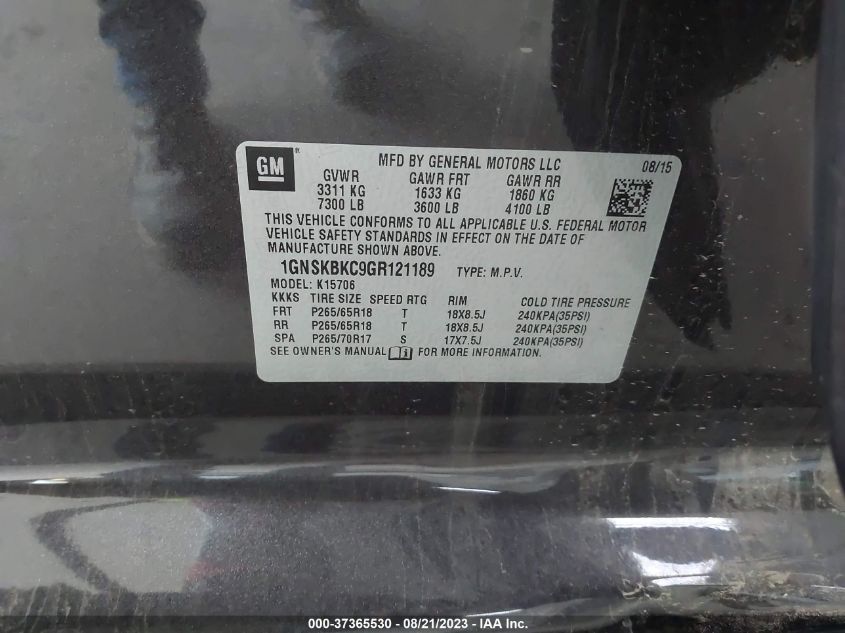 GM ®
MFD BY GENERAL MOTORS LLC 08/15
GVWR GAWR FRT GAWR RR
3311 KG 1633 KG 1860 KG
7300 LB 3600 LB 4100 LB
THIS VEHICLE CONFORMS TO ALL APPLICABLE U.S. FEDERAL MOTOR
VEHICLE SAFETY STANDARDS IN EFFECT ON THE DATE OF
MANUFACTURE SHOWN ABOVE.
1GNSKBKC9GR121189 TYPE: M.P.V.
MODEL: K15706
KKKS TIRE SIZE SPEED RTG RIM COLD TIRE PRESSURE
FRT P265/65R18 T 18X8.5J 240KPA(35PSI)
RR P265/65R18 T 18X8.5J 240KPA(35PSI)
SPA P265/70R17 S 17X7.5J 240KPA(35PSI)
SEE OWNER'S MANUAL FOR MORE INFORMATION.
000-37365530 - 08/21/2023 - IAA Inc.